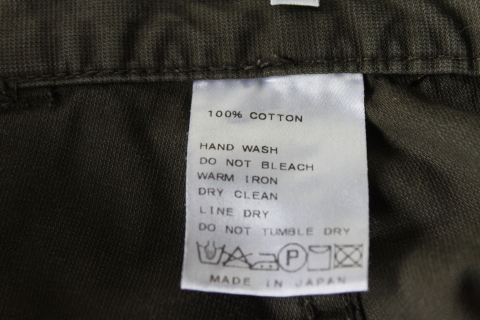 100% COTTON
HAND WASH
DO NOT BLEACH
WARM IRON
DRY CLEAN
LINE DRY
DO NOT TUMBLE DRY
P
MADE IN JAPAN